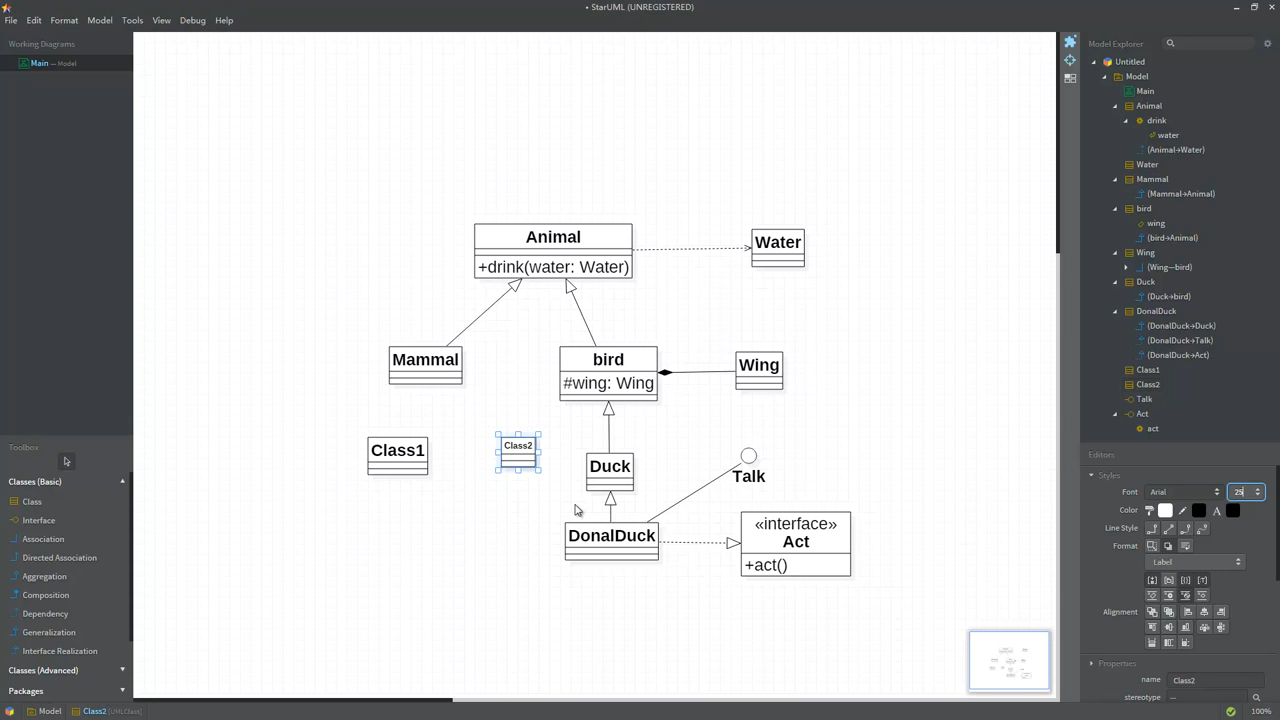 • StarUML (UNREGISTERED)
File Edit Format Model Tools View Debug Help
Working Diagrams
Main — Model
Toolbox
Classes (Basic)
Class
Interface
Association
Directed Association
Aggregation
Composition
Dependency
Generalization
Interface Realization
Classes (Advanced)
Packages
Animal
+drink(water: Water)
Water
Mammal
bird
#wing: Wing
Wing
Class1
Class2
Duck
Talk
DonalDuck
«interface»
Act
+act()
Model Explorer
Untitled
Model
Main
Animal
drink
water
(Animal→Water)
Water
Mammal
(Mammal→Animal)
bird
wing
(bird→Animal)
Wing
(Wing—bird)
Duck
(Duck→bird)
DonalDuck
(DonalDuck→Duck)
(DonalDuck→Talk)
(DonalDuck→Act)
Class1
Class2
Talk
Act
act
Editors
Styles
Font Arial 25
Color A
Line Style
Format
Label
Alignment
Properties
name Class2
stereotype —
Model Class2 [UMLClass] 100%